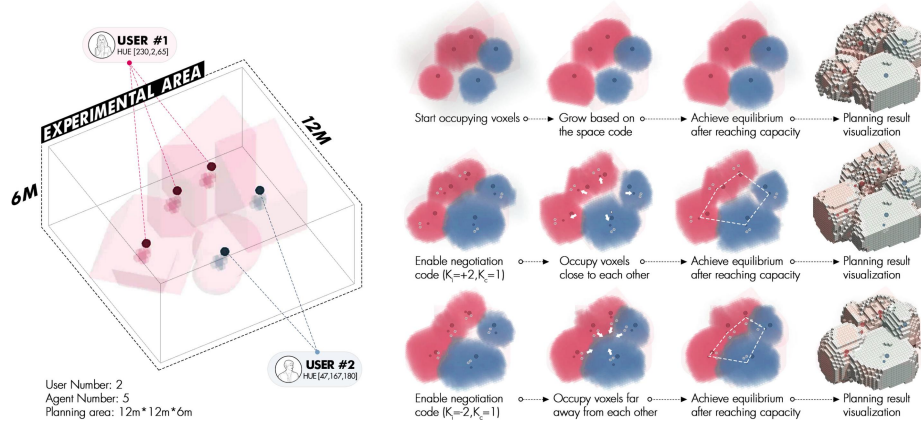 USER #1
HUE [230,2,65]
EXPERIMENTAL AREA
12M
6M
USER #2
HUE [47,167,180]
User Number: 2
Agent Number: 5
Planning area: 12m*12m*6m
Start occupying voxels
Grow based on
the space code
Achieve equilibrium
after reaching capacity
Planning result
visualization
Enable negotiation
code (Ki=+2,Kc=1)
Occupy voxels
close to each other
Achieve equilibrium
after reaching capacity
Planning result
visualization
Enable negotiation
code (Ki=-2,Kc=1)
Occupy voxels far
away from each other
Achieve equilibrium
after reaching capacity
Planning result
visualization